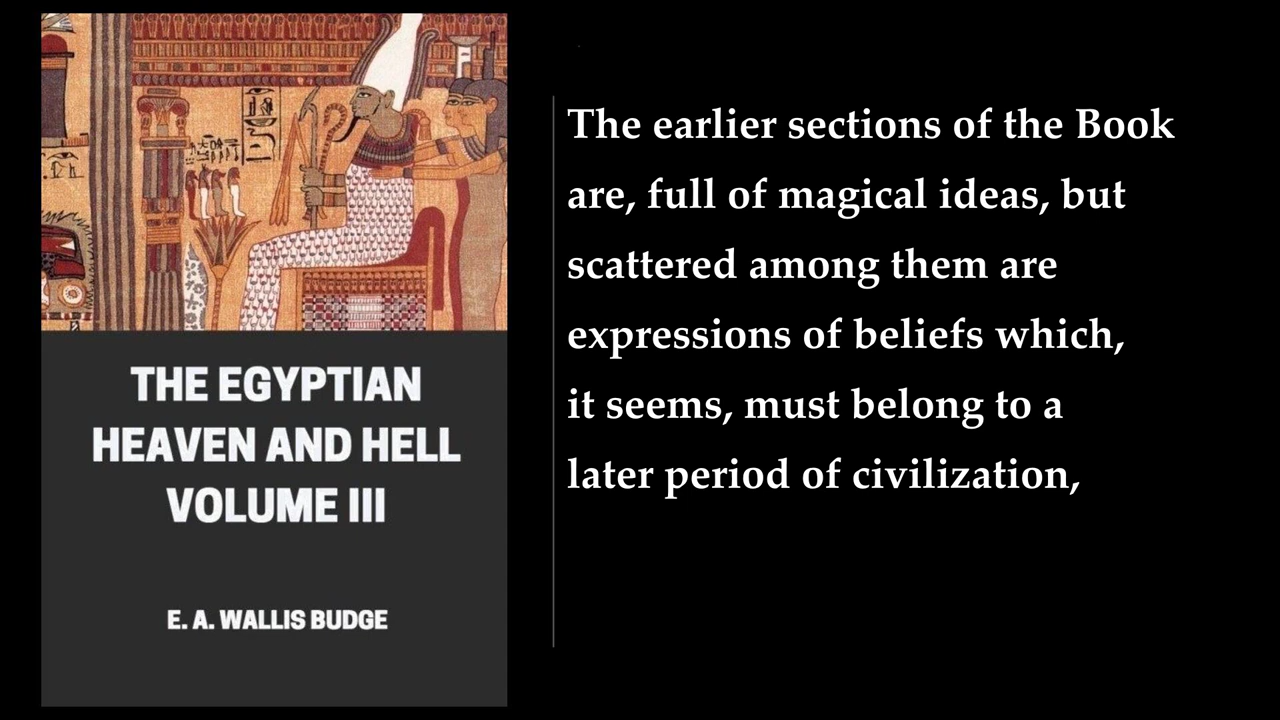 THE EGYPTIAN
HEAVEN AND HELL
VOLUME III
E. A. WALLIS BUDGE
The earlier sections of the Book
are, full of magical ideas, but
scattered among them are
expressions of beliefs which,
it seems, must belong to a
later period of civilization,